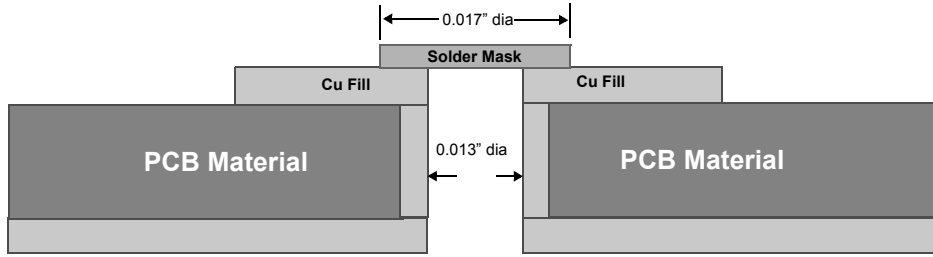 0.017” dia
Solder Mask
Cu Fill
Cu Fill
PCB Material
0.013” dia
PCB Material